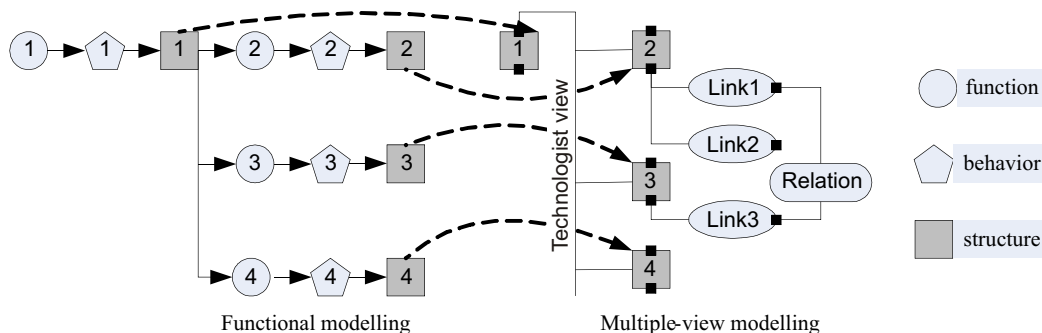 1 1 1 2 2 2 1 2
Link1
function
Link2
3 3 3 3
behavior
Relation
Link3
Technologist view
4 4 4 4
structure
Functional modelling
Multiple-view modelling